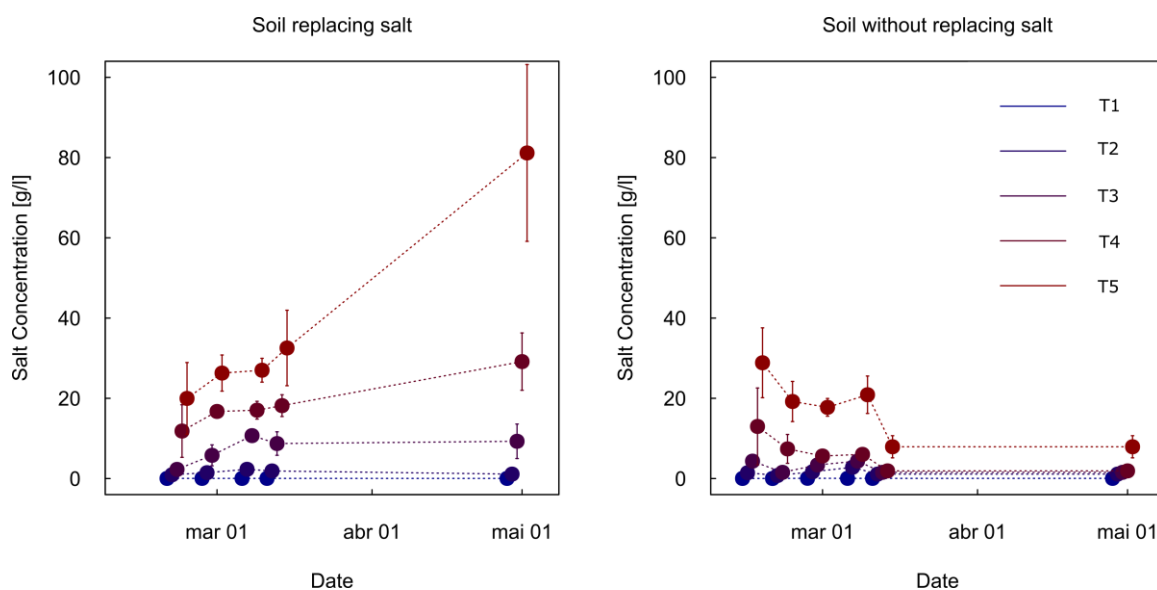 Soil replacing salt
Salt Concentration [g/l]
100
80
60
40
20
0
mar 01
abr 01
mai 01
Date
Soil without replacing salt
Salt Concentration [g/l]
100
80
60
40
20
0
mar 01
abr 01
mai 01
Date
T1
T2
T3
T4
T5